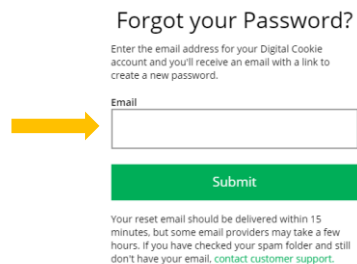 Forgot your Password?
Enter the email address for your Digital Cookie
account and you'll receive an email with a link to
create a new password.
Email
Submit
Your reset email should be delivered within 15
minutes, but some email providers may take a few
hours. If you have checked your spam folder and still
don't have your email, contact customer support.